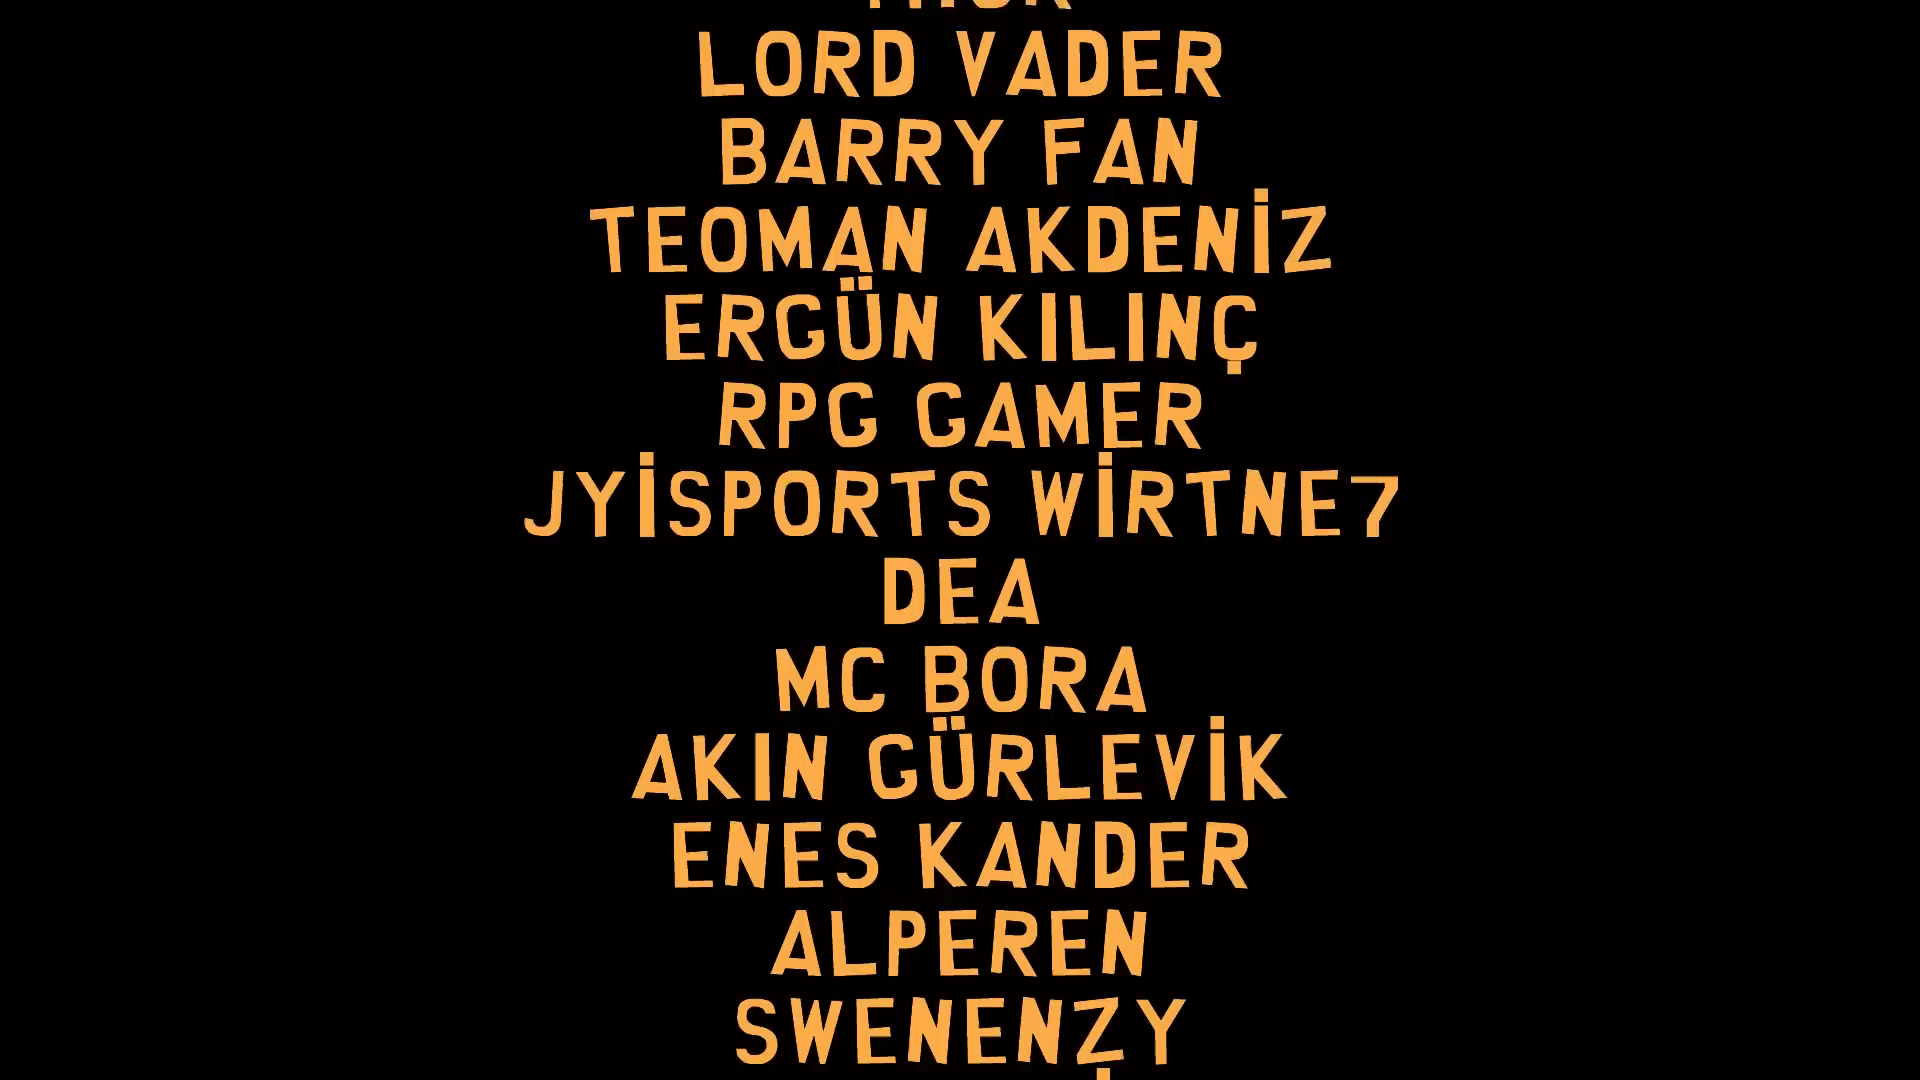 LORD VADER
BARRY FAN
TEOMAN AKDENİZ
ERGÜN KILINÇ
RPG GAMER
JYİSPORTS WİRTNE7
DEA
MC BORA
AKIN GÜRLEVİK
ENES KANDER
ALPEREN
SWENENZY